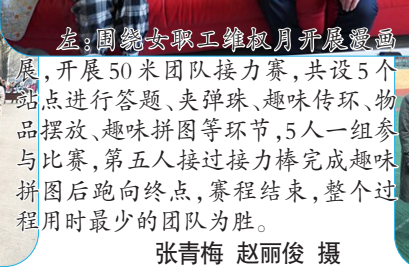 左:围绕女职工维权月开展漫画
展,开展50米团队接力赛,共设5个
站点进行答题、夹弹珠、趣味传环、物
品摆放、趣味拼图等环节,5人一组参
与比赛,第五人接过接力棒完成趣味
拼图后跑向终点,赛程结束,整个过
程用时最少的团队为胜。
张青梅 赵丽俊 摄